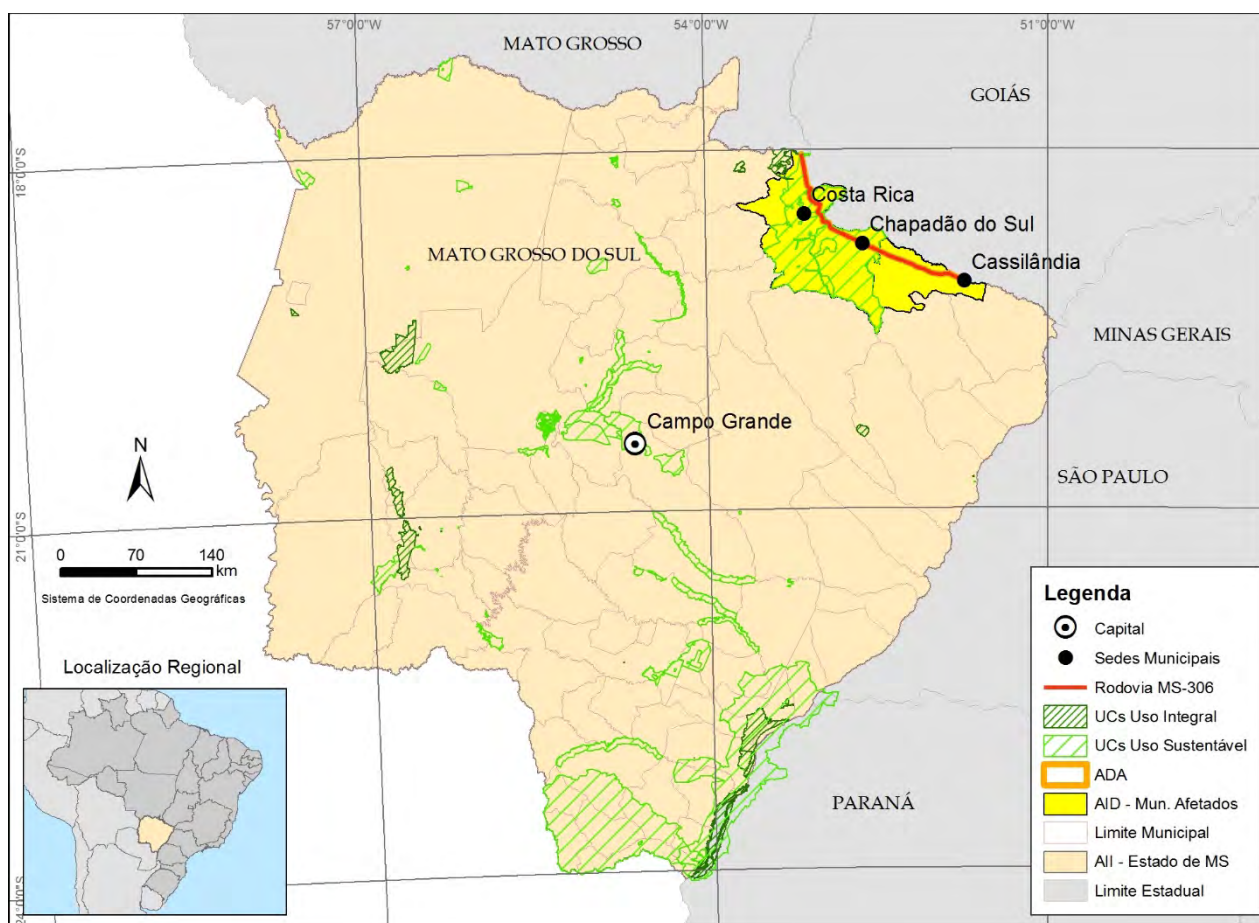 57°0'0"W
54°0'0"W
51°0'0"W
MATO GROSSO
GOIÁS
18°0'0"S
Costa Rica
Chapadão do Sul
MATO GROSSO DO SUL
Cassilândia
MINAS GERAIS
Campo Grande
N
SÃO PAULO
21°0'0"S
0 70 140
km
Sistema de Coordenadas Geográficas
Legenda
Capital
Localização Regional
Sedes Municipais
Rodovia MS-306
UCs Uso Integral
UCs Uso Sustentável
ADA
PARANÁ
AID - Mun. Afetados
Limite Municipal
AII - Estado de MS
Limite Estadual
24°0'0"S